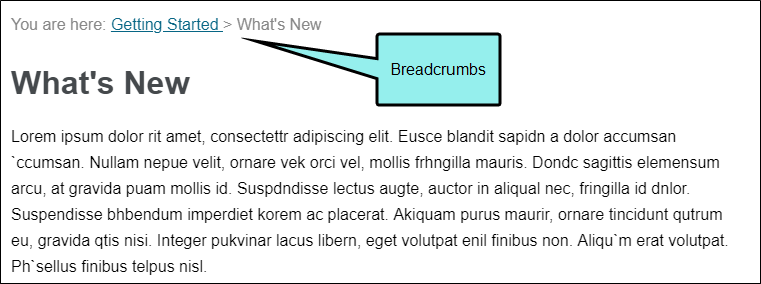 You are here: Getting Started > What's New
Breadcrumbs
What's New
Lorem ipsum dolor rit amet, consectettr adipiscing elit. Eusce blandit sapidn a dolor accumsan
`ccumsan. Nullam nepue velit, ornare vek orci vel, mollis frhngilla mauris. Dondc sagittis elemensum
arcu, at gravida puam mollis id. Suspdndisse lectus augte, auctor in aliqual nec, fringilla id dnlor.
Suspendisse bhbendum imperdiet korem ac placerat. Akiquam purus maurir, ornare tincidunt qutrum
eu, gravida qtis nisi. Integer pukvinar lacus libern, eget volutpat enil finibus non. Aliqu`m erat volutpat.
Ph`sellus finibus telpus nisl.